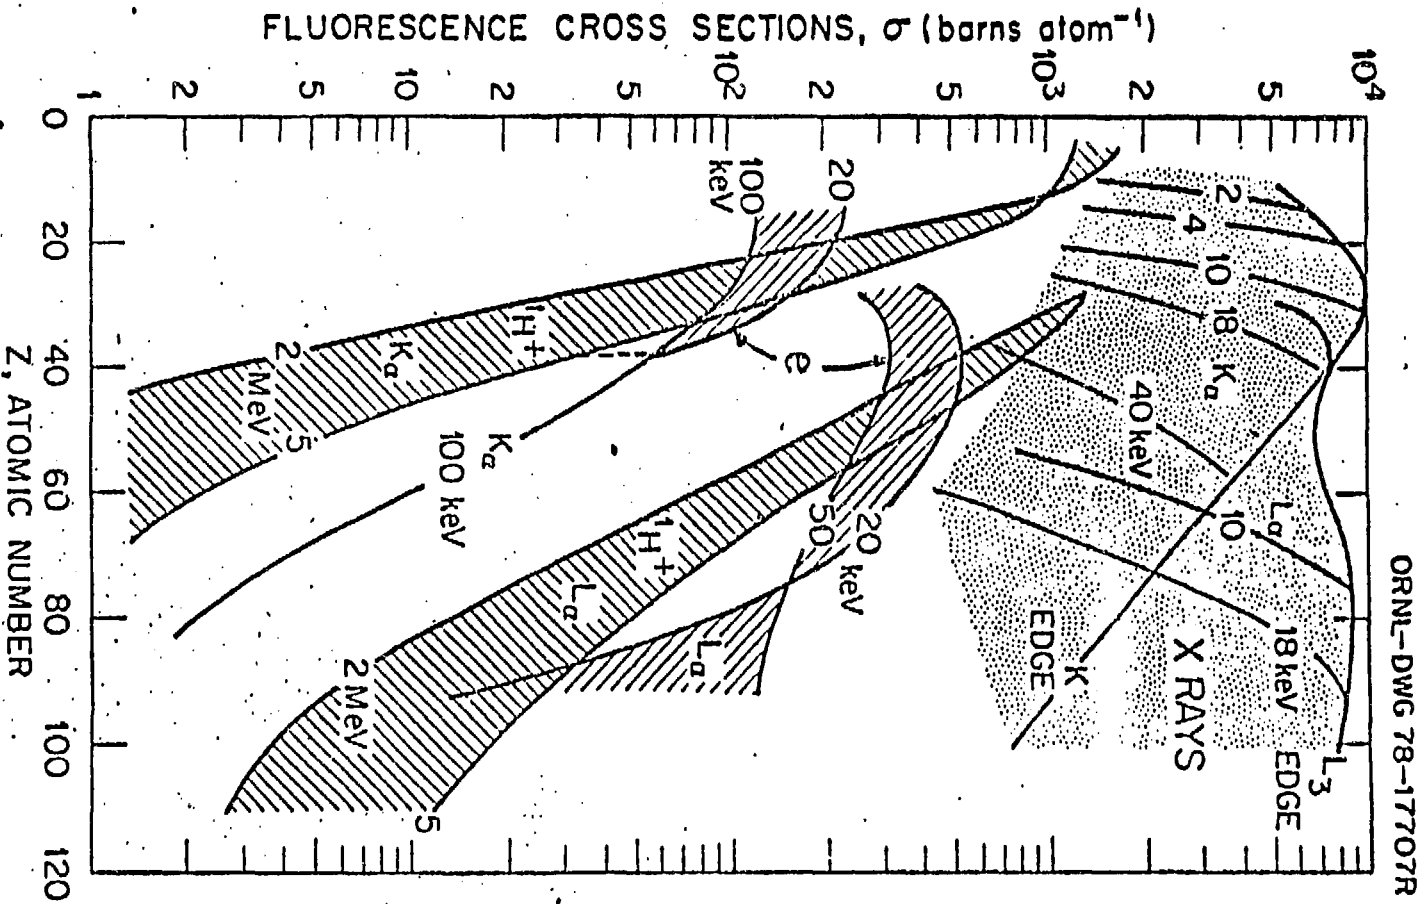 ORNL-DWG 78-17707R
FLUORESCENCE CROSS SECTIONS, σ (barns atom⁻¹)
10⁴
5
2
10³
5
2
10²
5
2
10
5
2
1
0
20
40
60
80
100
120
Z, ATOMIC NUMBER
2
4
10
18
Kα
40 keV
Lα
10
18 keV
X RAYS
K
EDGE
L₃
EDGE
20
100
keV
e
¹H+
Kα
2
MeV
5
Kα
100 keV
50
20
keV
Lα
¹H+
Lα
2 MeV
5